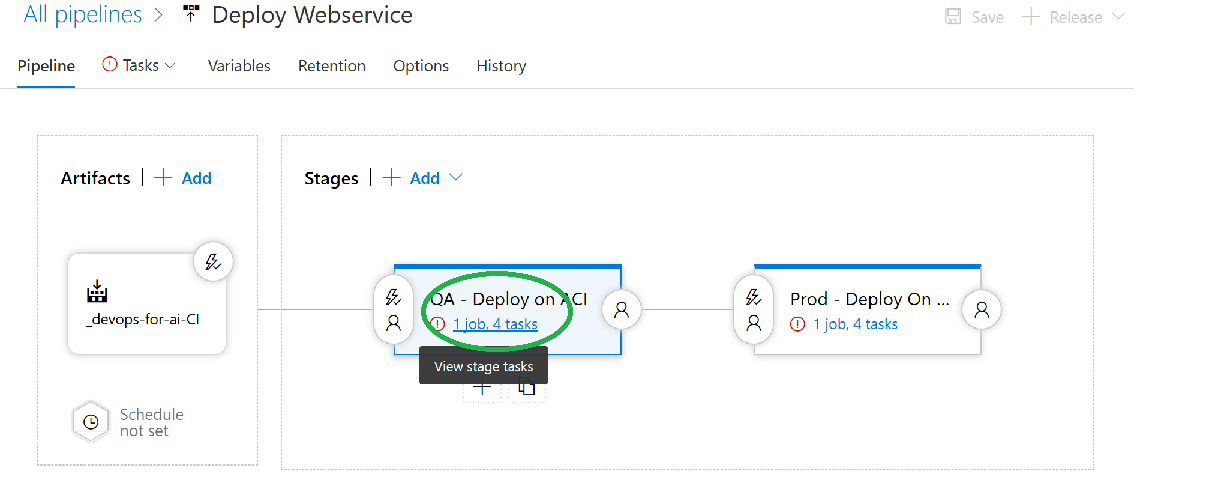 All pipelines > Deploy Webservice
Save + Release
Pipeline
Tasks
Variables
Retention
Options
History
Artifacts | + Add
Stages | + Add
_devops-for-ai-CI
Schedule
not set
QA - Deploy on ACI
1 job, 4 tasks
View stage tasks
Prod - Deploy On ...
1 job, 4 tasks